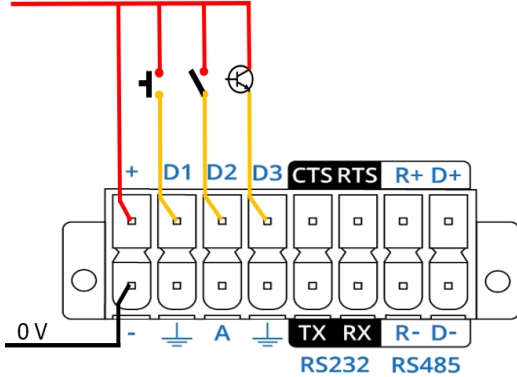 + D1 D2 D3 CTS RTS R+ D+
0 V
- ⏚ A ⏚ TX RX R- D-
RS232 RS485